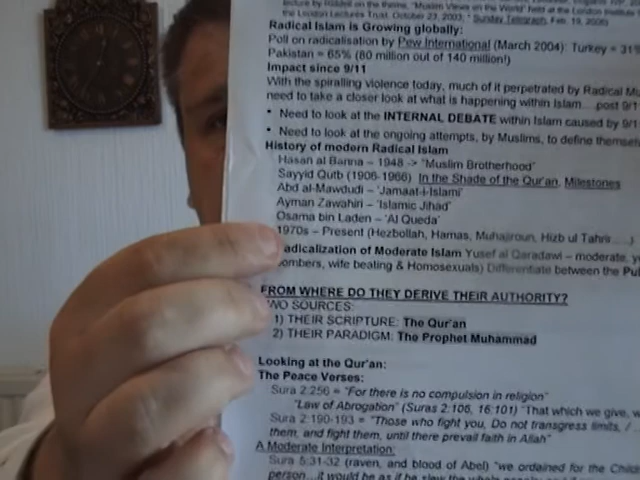 lecture by Riddell on the theme, "Muslim Views on the World" held at the London Institute
the London Lectures Trust, October 23, 2003, " Sunday Telegraph, Feb. 19, 2006)
Radical Islam is Growing globally:
Poll on radicalisation by Pew International (March 2004): Turkey = 31%
Pakistan = 65% (80 million out of 140 million!)
Impact since 9/11
With the spiralling violence today, much of it perpetrated by Radical Mu
need to take a closer look at what is happening within Islam....post 9/1
• Need to look at the INTERNAL DEBATE within Islam caused by 9/1
• Need to look at the ongoing attempts, by Muslims, to define themse
History of modern Radical Islam
Hasan al Banna – 1948 -> "Muslim Brotherhood"
Sayyid Qutb (1906-1966) In the Shade of the Qur'an, Milestones
Abd al-Mawdudi – 'Jamaat-i-Islami'
Ayman Zawahiri – 'Islamic Jihad'
Osama bin Laden – 'Al Queda'
1970s – Present (Hezbollah, Hamas, Muhajiroun, Hizb ul Tahrir.....)
adicalization of Moderate Islam Yusef al Qaradawi – moderate, y
ombers, wife beating & Homosexuals) Differentiate between the Pu
FROM WHERE DO THEY DERIVE THEIR AUTHORITY?
WO SOURCES:
1) THEIR SCRIPTURE: The Qur'an
2) THEIR PARADIGM: The Prophet Muhammad
Looking at the Qur'an:
The Peace Verses:
Sura 2:256 = "For there is no compulsion in religion"
"Law of Abrogation" (Suras 2:106, 16:101) "That which we give, w
Sura 2:190-193 = "Those who fight you, Do not transgress limits, /...
them, and fight them, until there prevail faith in Allah"
A Moderate Interpretation:
Sura 5:31-32 (raven, and blood of Abel) "we ordained for the Child
person...it would be as if he slew the whole